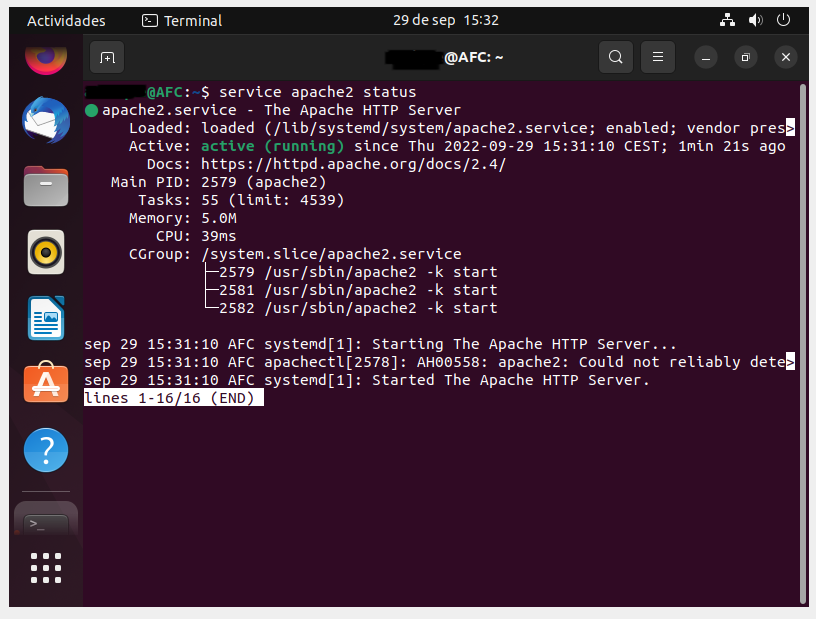 Actividades Terminal 29 de sep 15:32
@AFC: ~
@AFC:~$ service apache2 status
apache2.service - The Apache HTTP Server
Loaded: loaded (/lib/systemd/system/apache2.service; enabled; vendor pres>
Active: active (running) since Thu 2022-09-29 15:31:10 CEST; 1min 21s ago
Docs: https://httpd.apache.org/docs/2.4/
Main PID: 2579 (apache2)
Tasks: 55 (limit: 4539)
Memory: 5.0M
CPU: 39ms
CGroup: /system.slice/apache2.service
├─2579 /usr/sbin/apache2 -k start
├─2581 /usr/sbin/apache2 -k start
└─2582 /usr/sbin/apache2 -k start
sep 29 15:31:10 AFC systemd[1]: Starting The Apache HTTP Server...
sep 29 15:31:10 AFC apachectl[2578]: AH00558: apache2: Could not reliably dete>
sep 29 15:31:10 AFC systemd[1]: Started The Apache HTTP Server.
lines 1-16/16 (END)